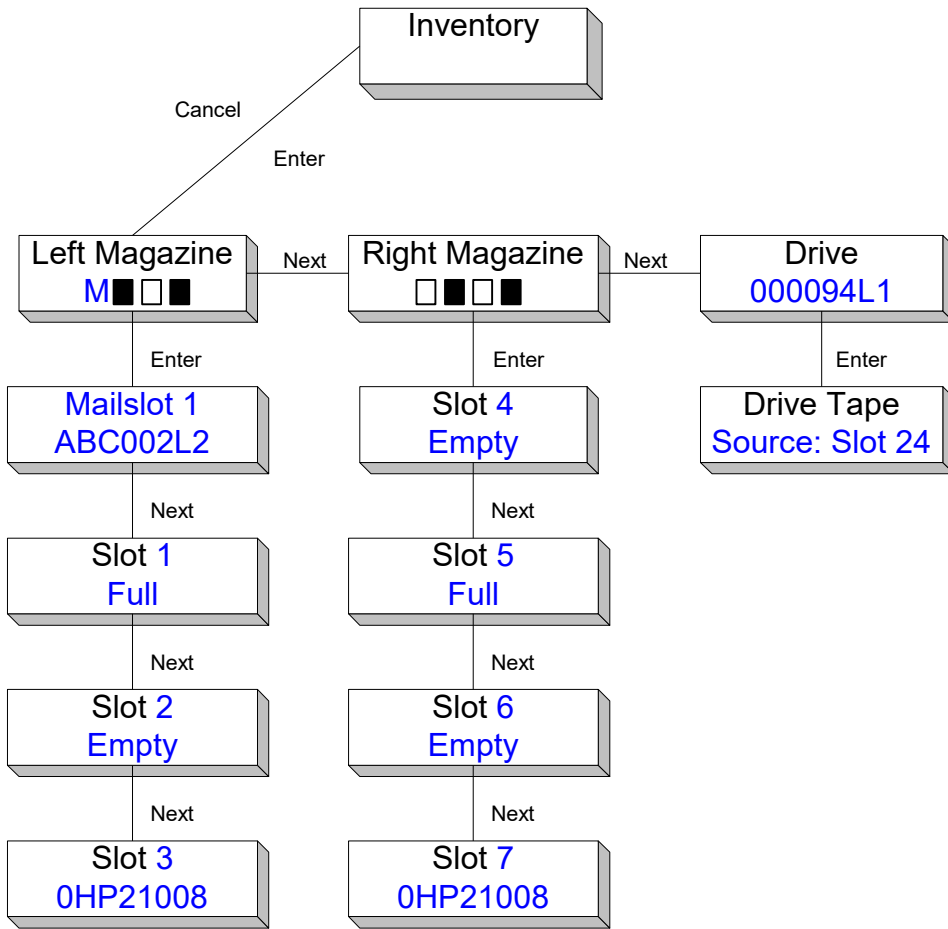 Inventory
Cancel
Enter
Left Magazine
M■□■
Next
Right Magazine
□■□■
Next
Drive
000094L1
Enter
Enter
Enter
Mailslot 1
ABC002L2
Slot 4
Empty
Drive Tape
Source: Slot 24
Next
Next
Slot 1
Full
Slot 5
Full
Next
Next
Slot 2
Empty
Slot 6
Empty
Next
Next
Slot 3
0HP21008
Slot 7
0HP21008